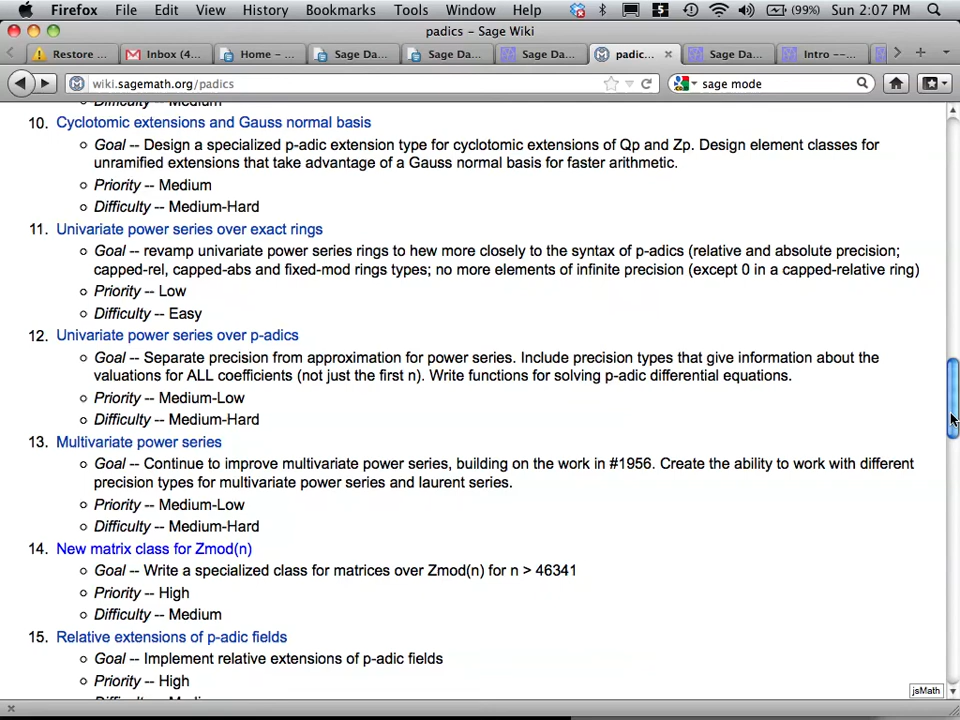 Firefox File Edit View History Bookmarks Tools Window Help (99%) Sun 2:07 PM
padics – Sage Wiki
Restore ... Inbox (4... Home – ... Sage Da... Sage Da... Sage Da... padic... Sage Da... Intro --...
wiki.sagemath.org/padics sage mode
Difficulty -- Medium
10. Cyclotomic extensions and Gauss normal basis
Goal -- Design a specialized p-adic extension type for cyclotomic extensions of Qp and Zp. Design element classes for
unramified extensions that take advantage of a Gauss normal basis for faster arithmetic.
Priority -- Medium
Difficulty -- Medium-Hard
11. Univariate power series over exact rings
Goal -- revamp univariate power series rings to hew more closely to the syntax of p-adics (relative and absolute precision;
capped-rel, capped-abs and fixed-mod rings types; no more elements of infinite precision (except 0 in a capped-relative ring)
Priority -- Low
Difficulty -- Easy
12. Univariate power series over p-adics
Goal -- Separate precision from approximation for power series. Include precision types that give information about the
valuations for ALL coefficients (not just the first n). Write functions for solving p-adic differential equations.
Priority -- Medium-Low
Difficulty -- Medium-Hard
13. Multivariate power series
Goal -- Continue to improve multivariate power series, building on the work in #1956. Create the ability to work with different
precision types for multivariate power series and laurent series.
Priority -- Medium-Low
Difficulty -- Medium-Hard
14. New matrix class for Zmod(n)
Goal -- Write a specialized class for matrices over Zmod(n) for n > 46341
Priority -- High
Difficulty -- Medium
15. Relative extensions of p-adic fields
Goal -- Implement relative extensions of p-adic fields
Priority -- High
jsMath